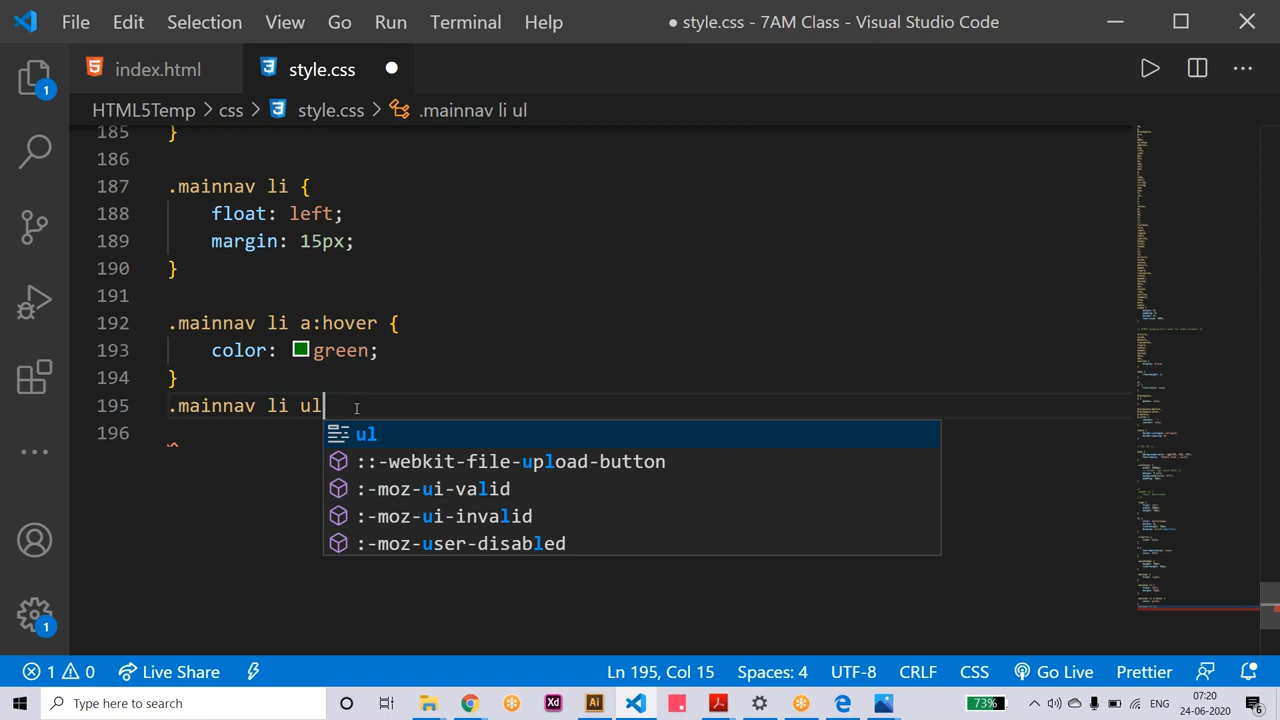 File Edit Selection View Go Run Terminal Help
● style.css - 7AM Class - Visual Studio Code
index.html style.css
HTML5Temp > css > style.css > .mainnav li ul
185 }
186
187 .mainnav li {
188 float: left;
189 margin: 15px;
190 }
191
192 .mainnav li a:hover {
193 color: green;
194 }
195 .mainnav li ul
196
ul
::-webkit-file-upload-button
:-moz-ui-valid
:-moz-ui-invalid
:-moz-user-disabled
1
1
1 0 Live Share Ln 195, Col 15 Spaces: 4 UTF-8 CRLF CSS Go Live Prettier
Type here to search 73% ENG 07:20
24-06-2020 6